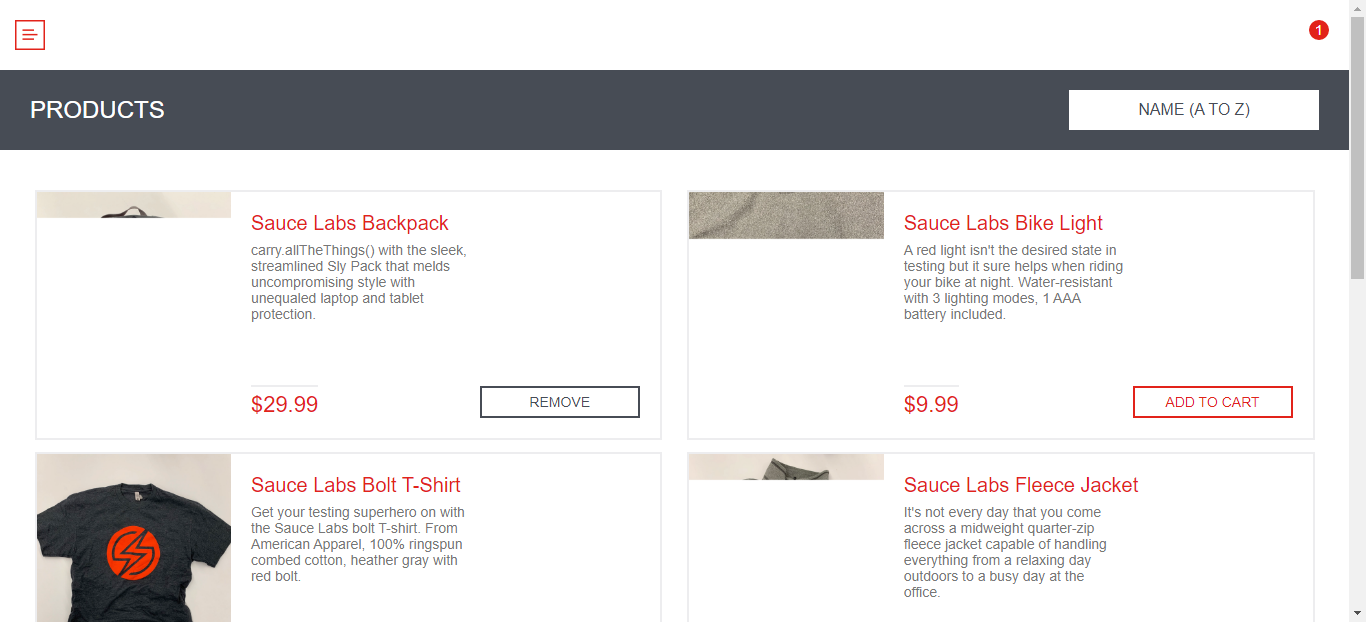 1
PRODUCTS
NAME (A TO Z)
Sauce Labs Backpack
carry.allTheThings() with the sleek,
streamlined Sly Pack that melds
uncompromising style with
unequaled laptop and tablet
protection.
$29.99
REMOVE
Sauce Labs Bike Light
A red light isn't the desired state in
testing but it sure helps when riding
your bike at night. Water-resistant
with 3 lighting modes, 1 AAA
battery included.
$9.99
ADD TO CART
Sauce Labs Bolt T-Shirt
Get your testing superhero on with
the Sauce Labs bolt T-shirt. From
American Apparel, 100% ringspun
combed cotton, heather gray with
red bolt.
Sauce Labs Fleece Jacket
It's not every day that you come
across a midweight quarter-zip
fleece jacket capable of handling
everything from a relaxing day
outdoors to a busy day at the
office.